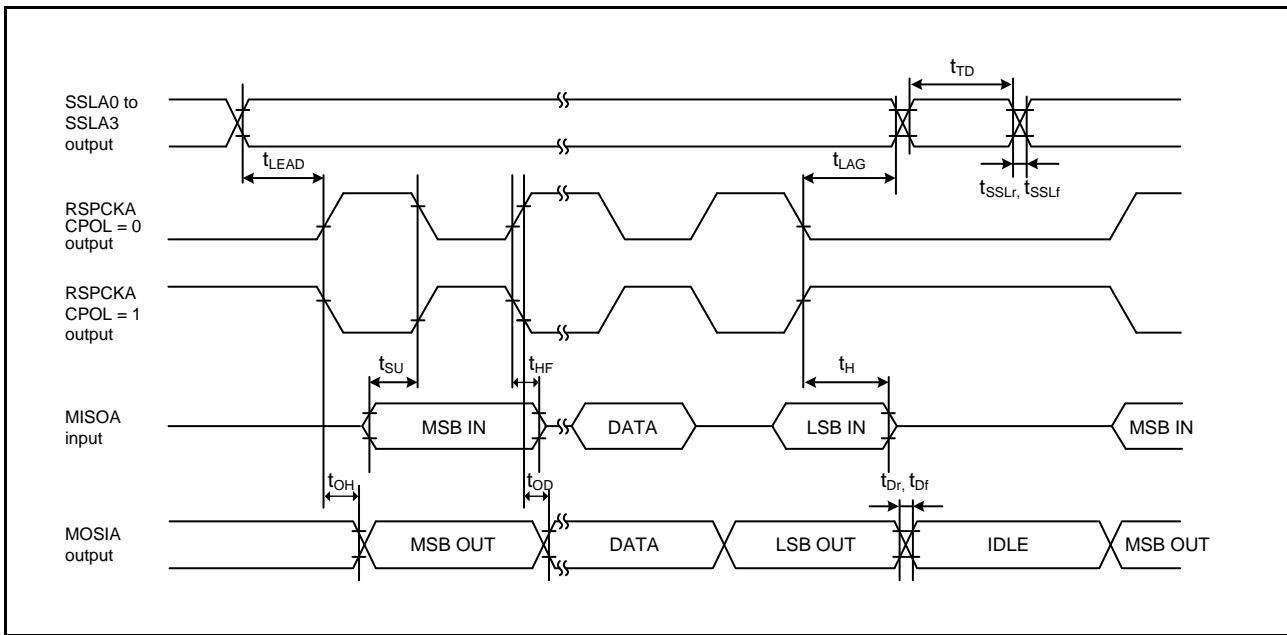 SSLA0 to
SSLA3
output
tTD
tLEAD
tLAG
tSSLr, tSSLf
RSPCKA
CPOL = 0
output
RSPCKA
CPOL = 1
output
tSU
tHF
tH
MISOA
input
MSB IN
DATA
LSB IN
MSB IN
tOH
tOD
tDr, tDf
MOSIA
output
MSB OUT
DATA
LSB OUT
IDLE
MSB OUT